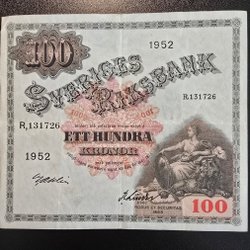 100
1952
SVERIGES
RIKSBANK
R,131726
R,131726
ETT HUNDRA
KRONOR
1952
100